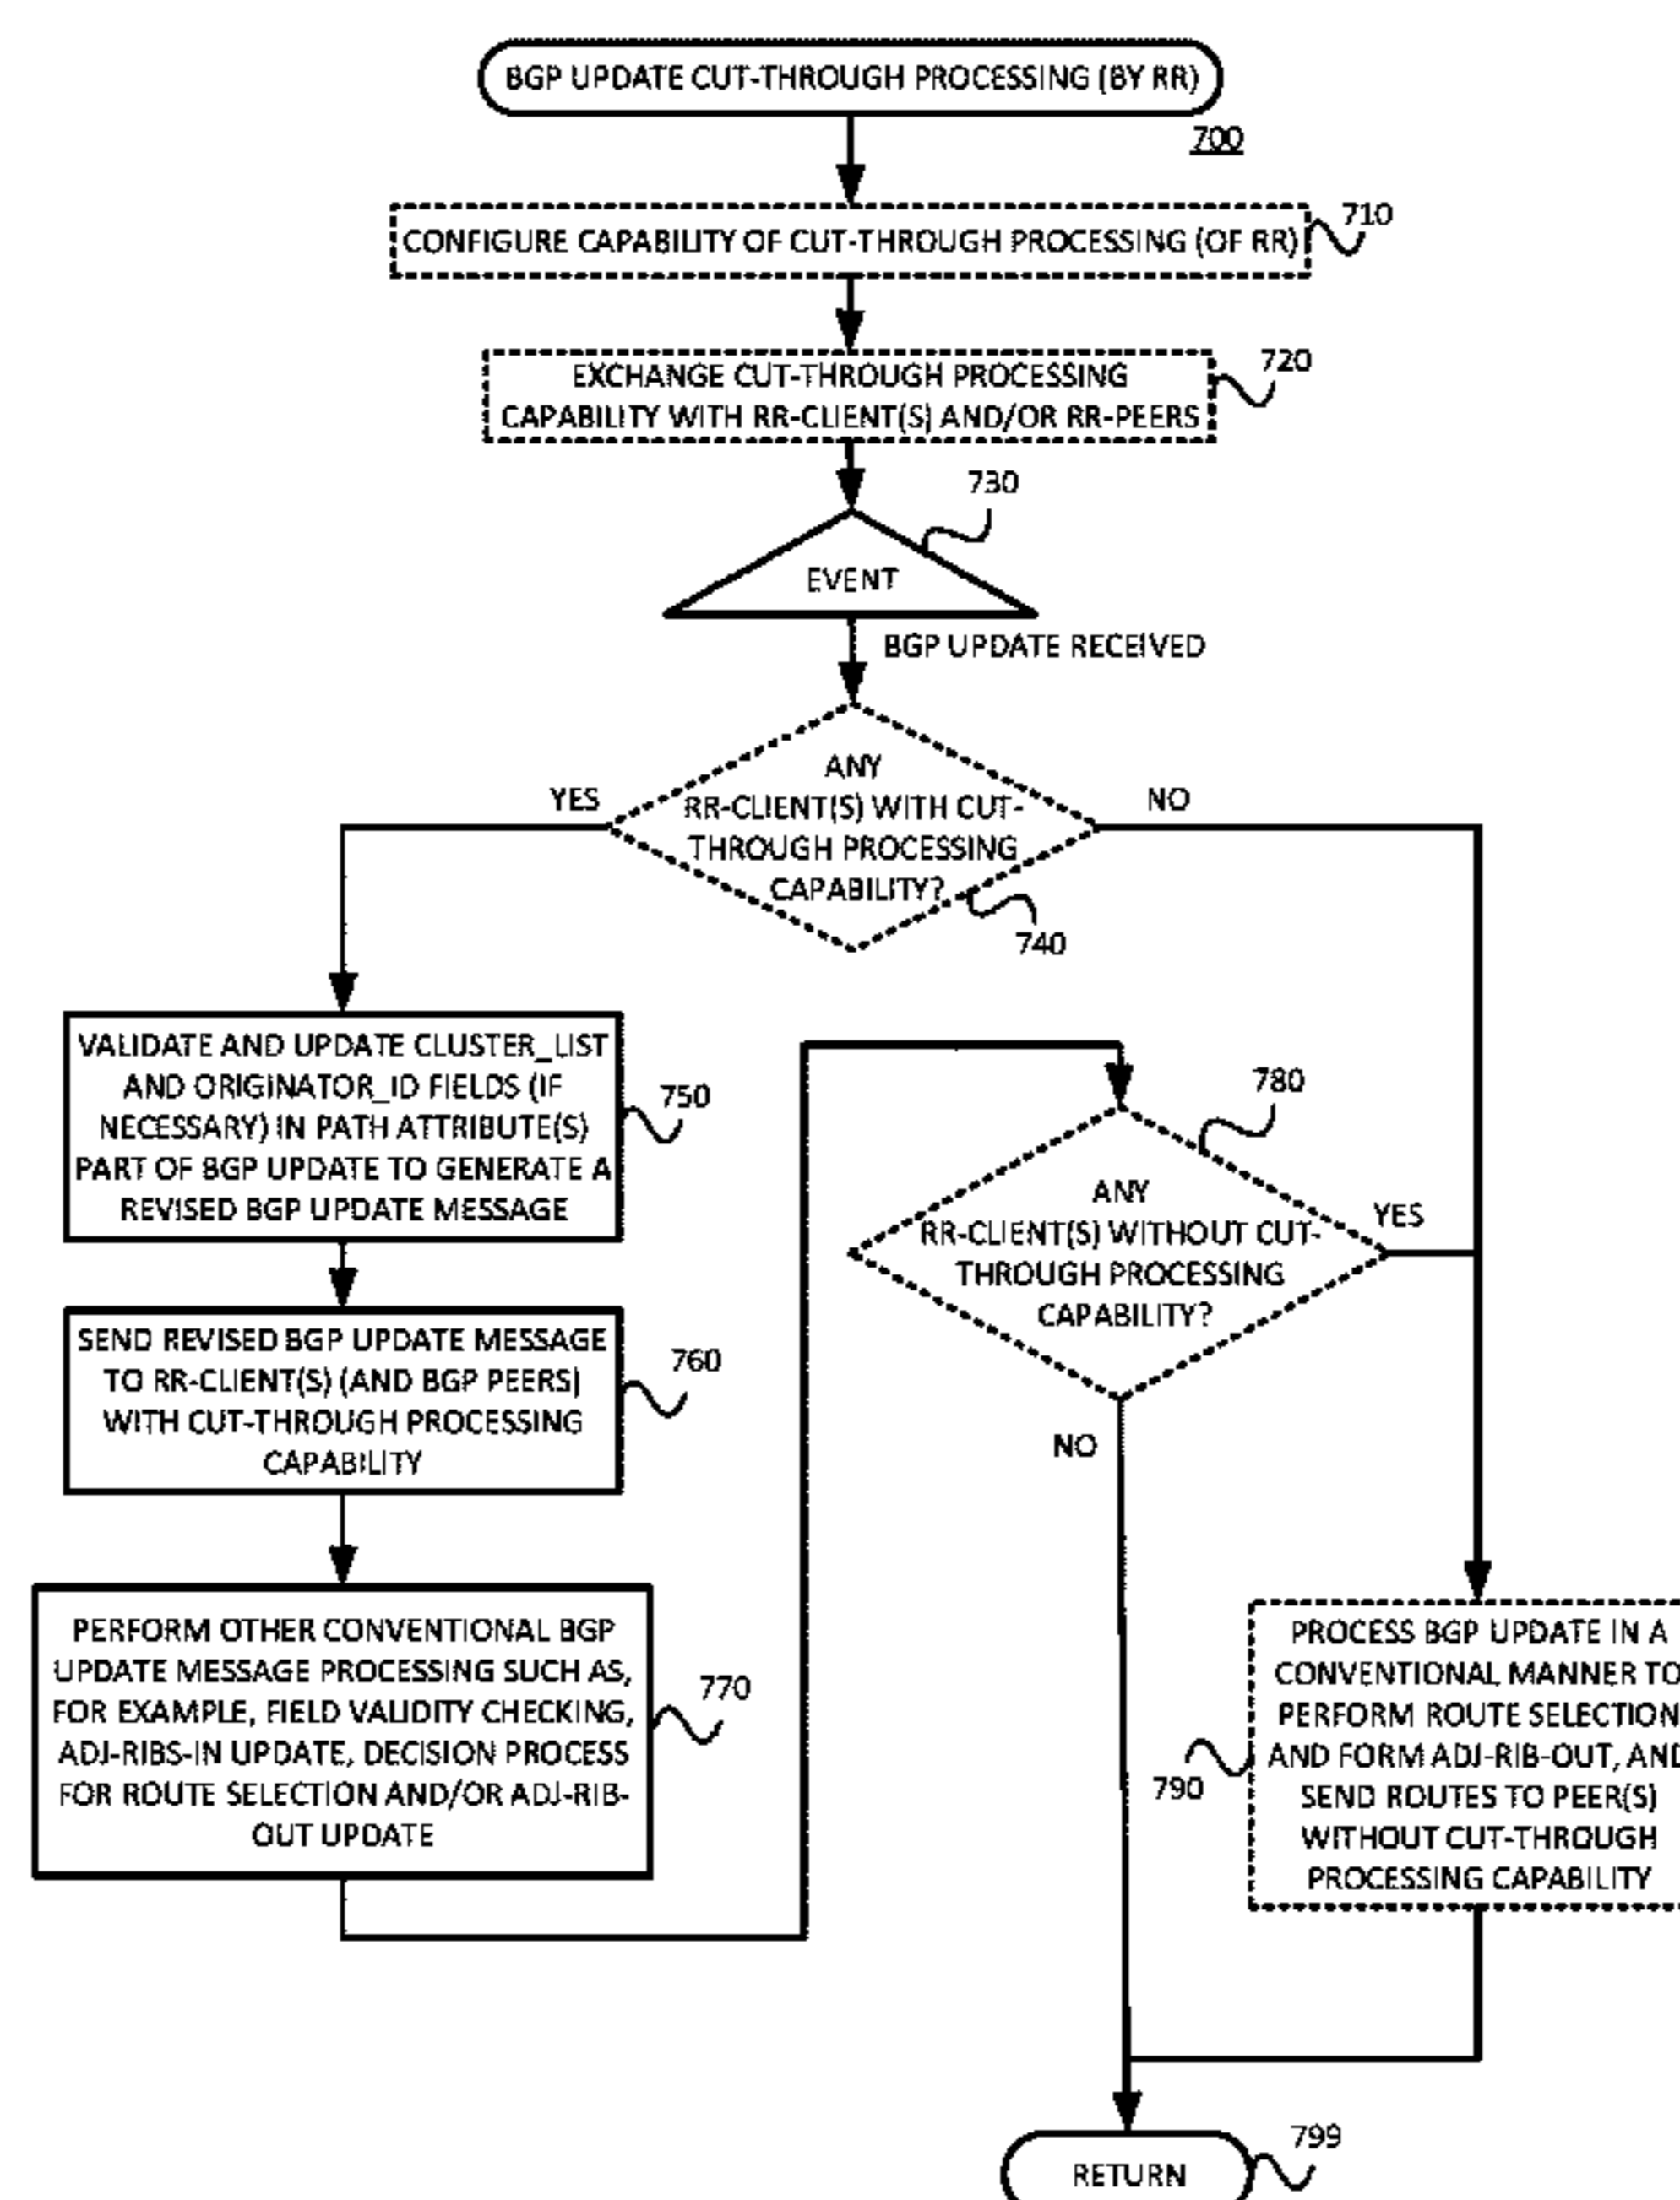 BGP UPDATE CUT-THROUGH PROCESSING (BY RR)
700
CONFIGURE CAPABILITY OF CUT-THROUGH PROCESSING (OF RR)
710
EXCHANGE CUT-THROUGH PROCESSING
CAPABILITY WITH RR-CLIENT(S) AND/OR RR-PEERS
720
730
EVENT
BGP UPDATE RECEIVED
YES
NO
ANY
RR-CLIENT(S) WITH CUT-
THROUGH PROCESSING
CAPABILITY?
740
VALIDATE AND UPDATE CLUSTER_LIST
AND ORIGINATOR_ID FIELDS (IF
NECESSARY) IN PATH ATTRIBUTE(S)
PART OF BGP UPDATE TO GENERATE A
REVISED BGP UPDATE MESSAGE
750
SEND REVISED BGP UPDATE MESSAGE
TO RR-CLIENT(S) (AND BGP PEERS)
WITH CUT-THROUGH PROCESSING
CAPABILITY
760
PERFORM OTHER CONVENTIONAL BGP
UPDATE MESSAGE PROCESSING SUCH AS,
FOR EXAMPLE, FIELD VALIDITY CHECKING,
ADJ-RIBS-IN UPDATE, DECISION PROCESS
FOR ROUTE SELECTION AND/OR ADJ-RIB-
OUT UPDATE
770
780
ANY
RR-CLIENT(S) WITHOUT CUT-
THROUGH PROCESSING
CAPABILITY?
YES
NO
PROCESS BGP UPDATE IN A
CONVENTIONAL MANNER TO
PERFORM ROUTE SELECTION
AND FORM ADJ-RIB-OUT, AND
SEND ROUTES TO PEER(S)
WITHOUT CUT-THROUGH
PROCESSING CAPABILITY
790
RETURN
799